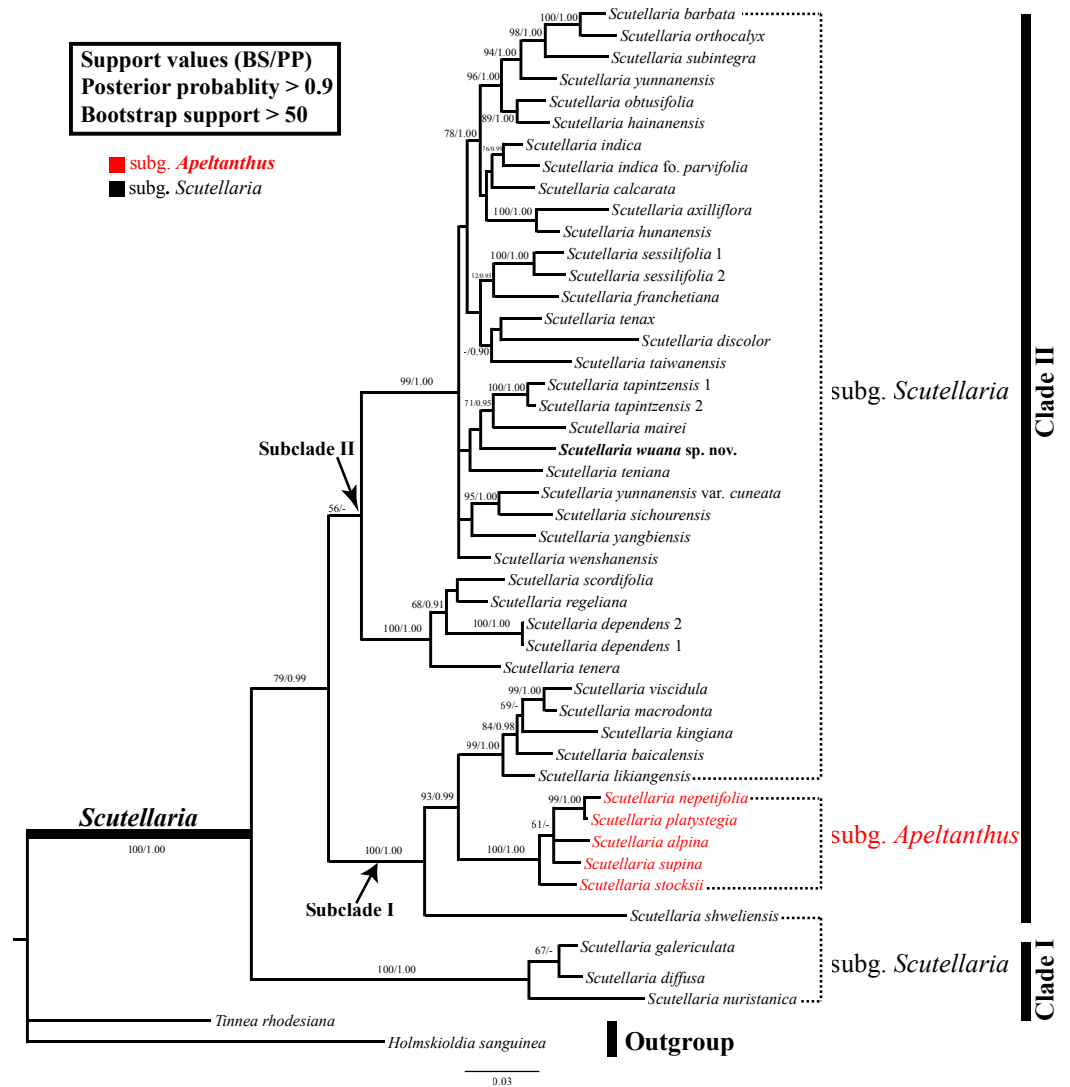 Support values (BS/PP)
Posterior probablity > 0.9
Bootstrap support > 50
subg. Apeltanthus
subg. Scutellaria
100/1.00
Scutellaria barbata
98/1.00
Scutellaria orthocalyx
94/1.00
Scutellaria subintegra
96/1.00
Scutellaria yunnanensis
Scutellaria obtusifolia
89/1.00
Scutellaria hainanensis
78/1.00
Scutellaria indica
76/0.99
Scutellaria indica fo. parvifolia
Scutellaria calcarata
100/1.00
Scutellaria axilliflora
Scutellaria hunanensis
100/1.00
Scutellaria sessilifolia 1
52/0.95
Scutellaria sessilifolia 2
Scutellaria franchetiana
Scutellaria tenax
Scutellaria discolor
-/0.90
Scutellaria taiwanensis
99/1.00
100/1.00
Scutellaria tapintzensis 1
71/0.95
Scutellaria tapintzensis 2
Scutellaria mairei
Scutellaria wuana sp. nov.
Scutellaria teniana
95/1.00
Scutellaria yunnanensis var. cuneata
Scutellaria sichourensis
Scutellaria yangbiensis
Scutellaria wenshanensis
Subclade II
56/-
Scutellaria scordifolia
68/0.91
Scutellaria regeliana
100/1.00
100/1.00
Scutellaria dependens 2
Scutellaria dependens 1
Scutellaria tenera
79/0.99
99/1.00
Scutellaria viscidula
69/-
Scutellaria macrodonta
84/0.98
Scutellaria kingiana
99/1.00
Scutellaria baicalensis
Scutellaria likiangensis
93/0.99
99/1.00
Scutellaria nepetifolia
Scutellaria platystegia
61/-
Scutellaria alpina
100/1.00
Scutellaria supina
Scutellaria stocksii
100/1.00
Subclade I
Scutellaria shweliensis
Scutellaria
100/1.00
67/-
Scutellaria galericulata
100/1.00
Scutellaria diffusa
Scutellaria nuristanica
Tinnea rhodesiana
Holmskioldia sanguinea
0.03
subg. Scutellaria
subg. Apeltanthus
subg. Scutellaria
Clade II
Clade I
Outgroup